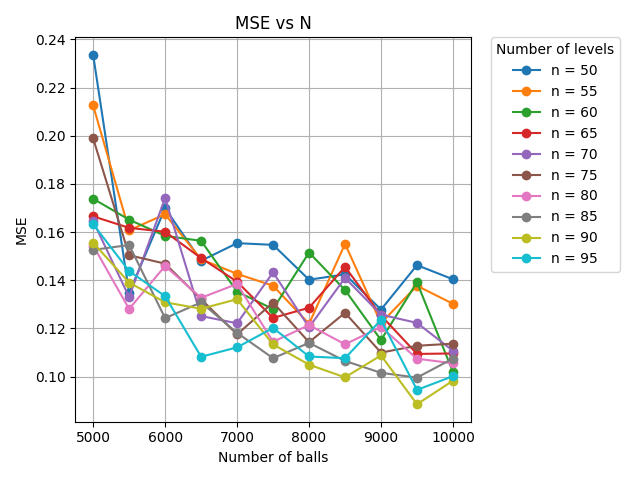 MSE vs N
0.24
0.22
0.20
0.18
0.16
0.14
0.12
0.10
MSE
5000 6000 7000 8000 9000 10000
Number of balls
Number of levels
n = 50
n = 55
n = 60
n = 65
n = 70
n = 75
n = 80
n = 85
n = 90
n = 95